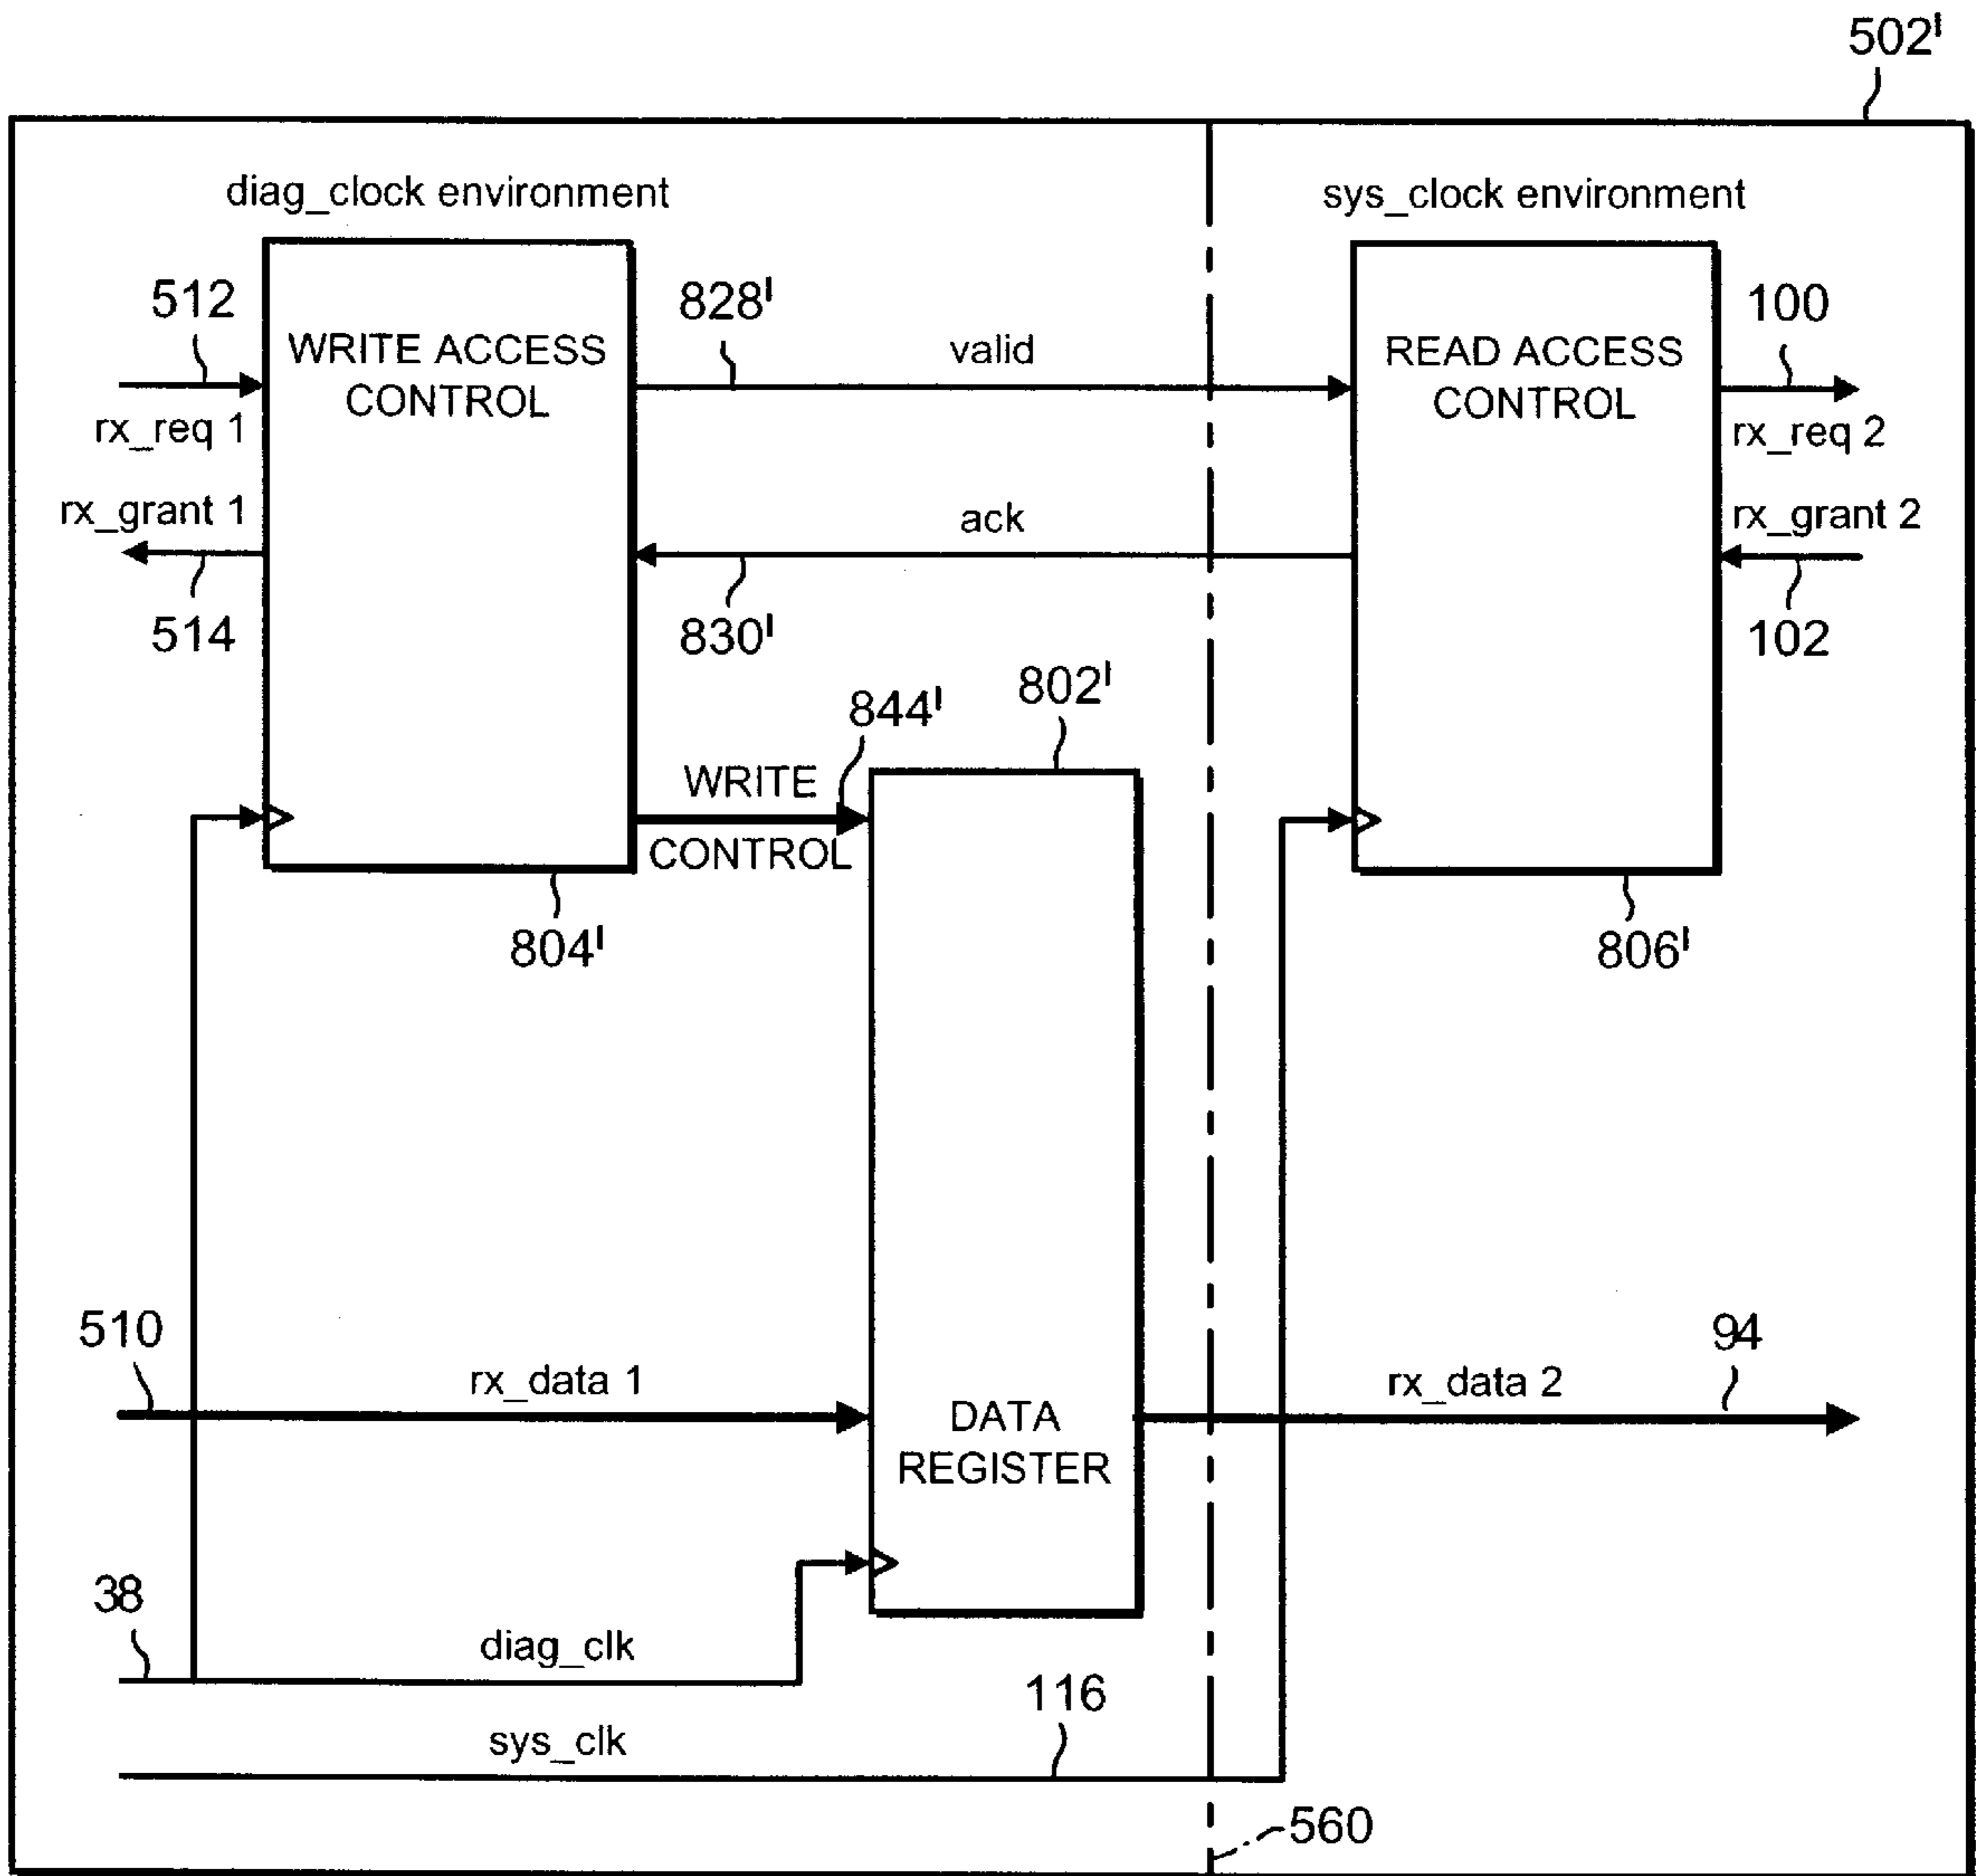 502'
diag_clock environment
sys_clock environment
512
828'
100
WRITE ACCESS
CONTROL
valid
READ ACCESS
CONTROL
rx_req 1
rx_req 2
rx_grant 1
ack
rx_grant 2
514
830'
102
802'
844'
WRITE
CONTROL
804'
806'
510
94
rx_data 1
rx_data 2
DATA
REGISTER
38
diag_clk
116
sys_clk
560